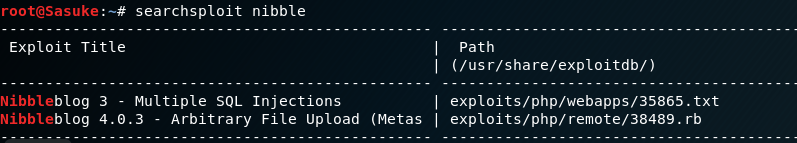 root@Sasuke:~# searchsploit nibble
----------------------------------------------- ----------------------------------------
 Exploit Title                                  |  Path
                                                | (/usr/share/exploitdb/)
----------------------------------------------- ----------------------------------------
Nibbleblog 3 - Multiple SQL Injections          | exploits/php/webapps/35865.txt
Nibbleblog 4.0.3 - Arbitrary File Upload (Metas | exploits/php/remote/38489.rb
----------------------------------------------- ----------------------------------------